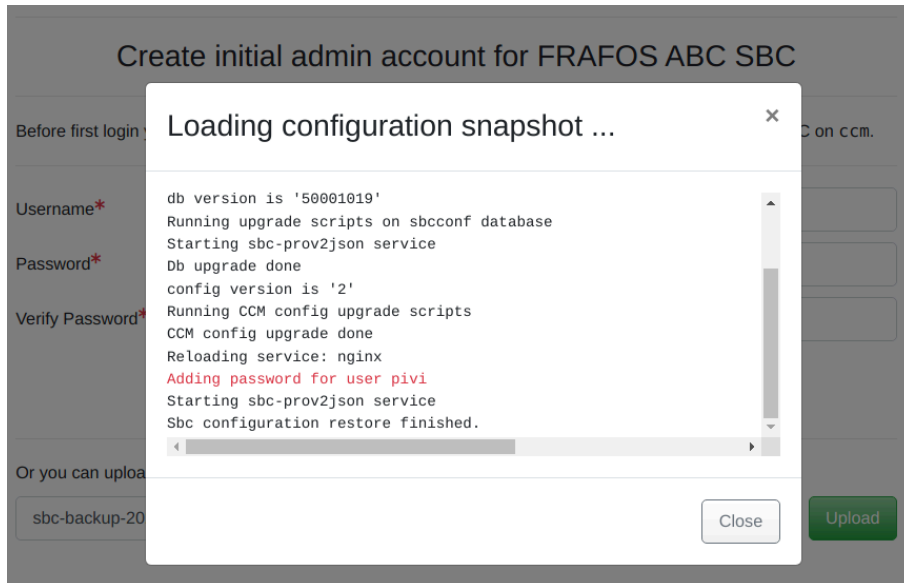 Create initial admin account for FRAFOS ABC SBC
Before first login
C on ccm.
Loading configuration snapshot ...
×
Username*
Password*
Verify Password*
db version is '50001019'
Running upgrade scripts on sbcconf database
Starting sbc-prov2json service
Db upgrade done
config version is '2'
Running CCM config upgrade scripts
CCM config upgrade done
Reloading service: nginx
Adding password for user pivi
Starting sbc-prov2json service
Sbc configuration restore finished.
Or you can uploa
sbc-backup-20
Upload
Close